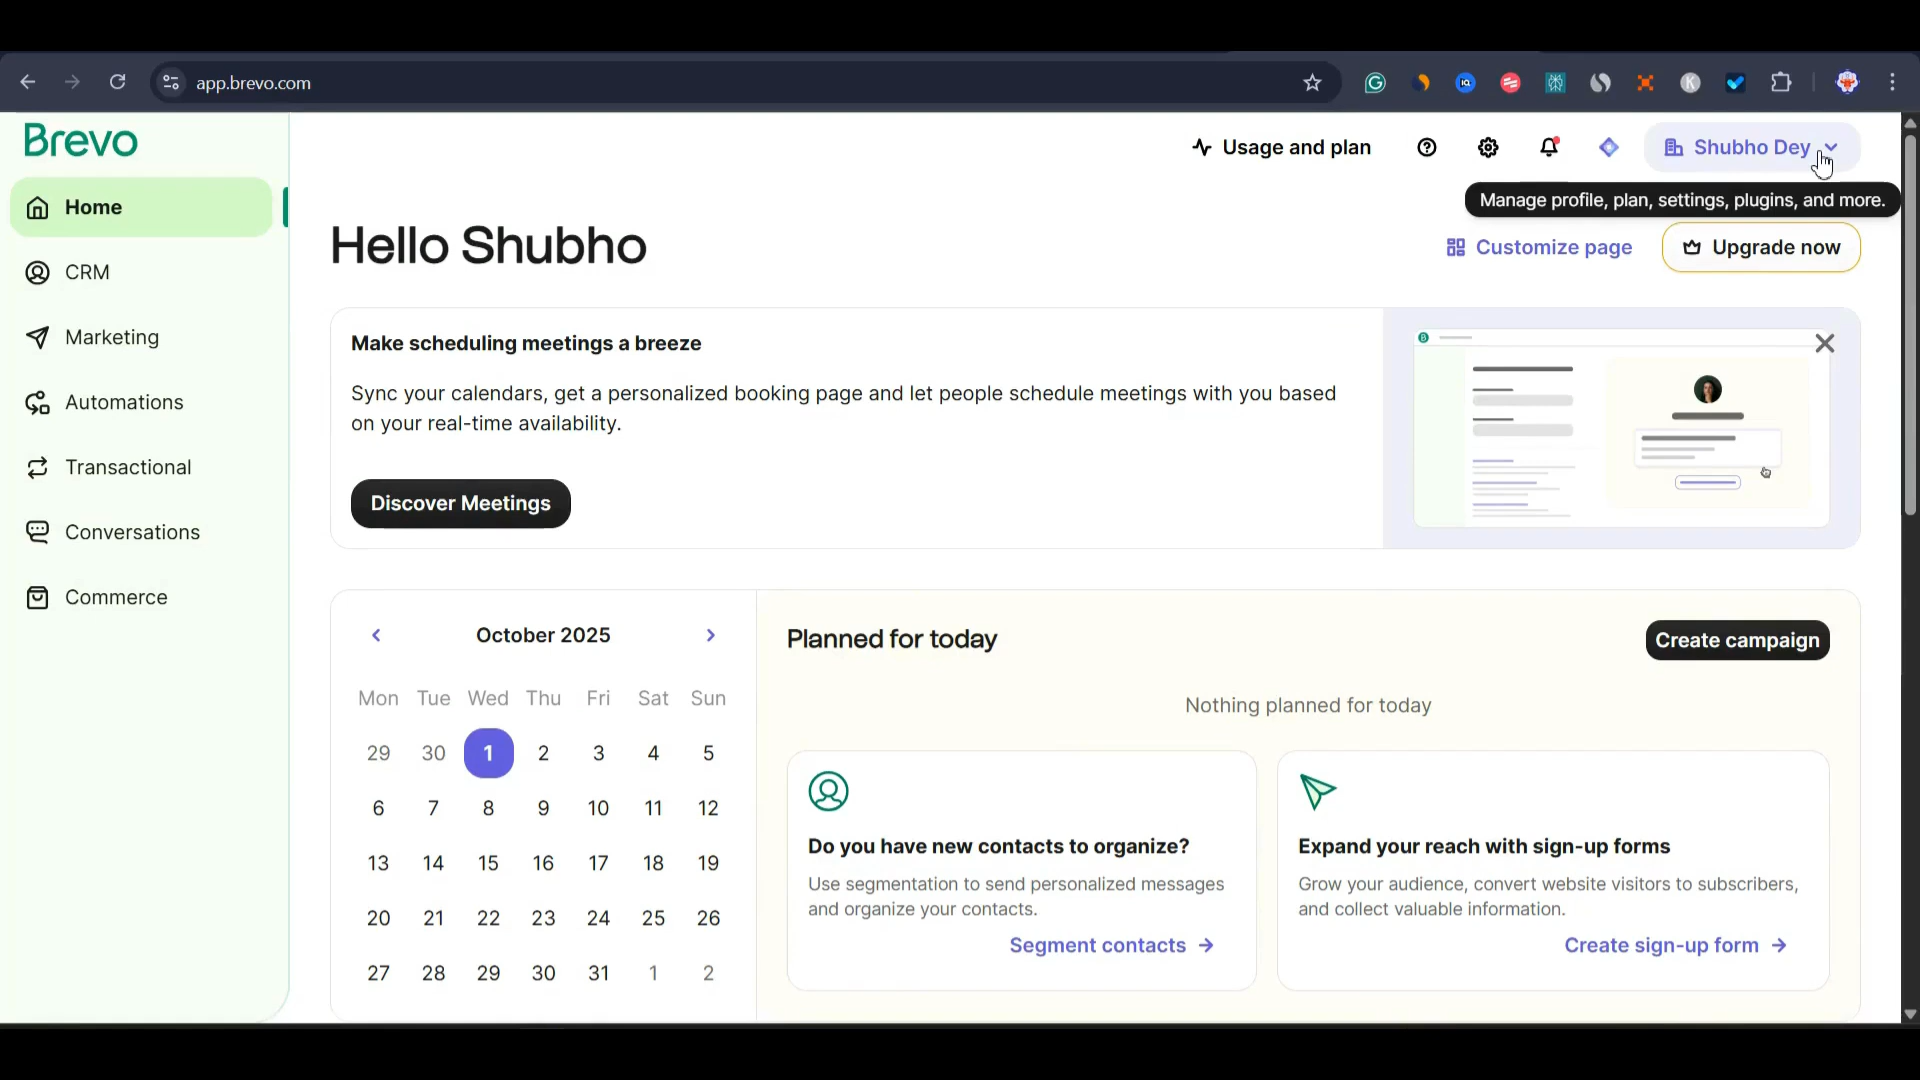 app.brevo.com
Brevo
Usage and plan
Shubho Dey
Manage profile, plan, settings, plugins, and more.
Home
CRM
Marketing
Automations
Transactional
Conversations
Commerce
Hello Shubho
Customize page
Upgrade now
Make scheduling meetings a breeze
Sync your calendars, get a personalized booking page and let people schedule meetings with you based
on your real-time availability.
Discover Meetings
October 2025
Mon Tue Wed Thu Fri Sat Sun
29 30 1 2 3 4 5
6 7 8 9 10 11 12
13 14 15 16 17 18 19
20 21 22 23 24 25 26
27 28 29 30 31 1 2
Planned for today
Create campaign
Nothing planned for today
Do you have new contacts to organize?
Use segmentation to send personalized messages
and organize your contacts.
Segment contacts
Expand your reach with sign-up forms
Grow your audience, convert website visitors to subscribers,
and collect valuable information.
Create sign-up form